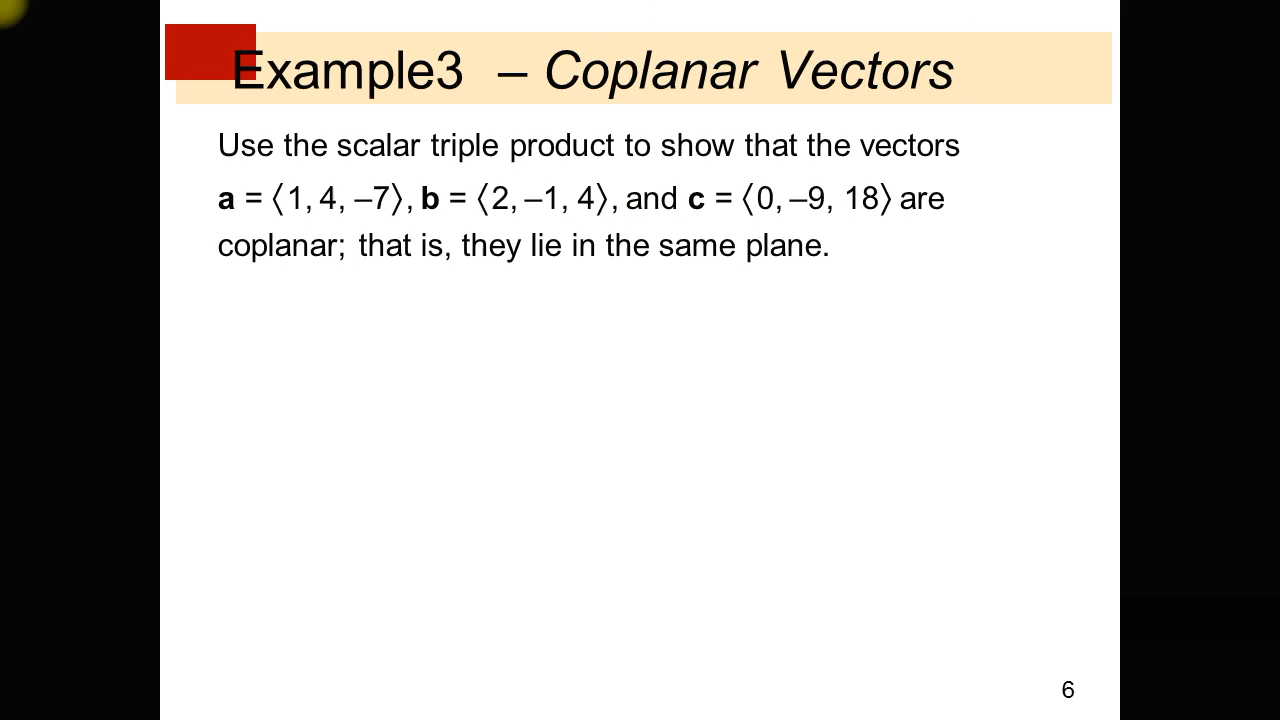 Example3 – Coplanar Vectors
Use the scalar triple product to show that the vectors
a = 〈1, 4, –7〉, b = 〈2, –1, 4〉, and c = 〈0, –9, 18〉 are
coplanar; that is, they lie in the same plane.
6